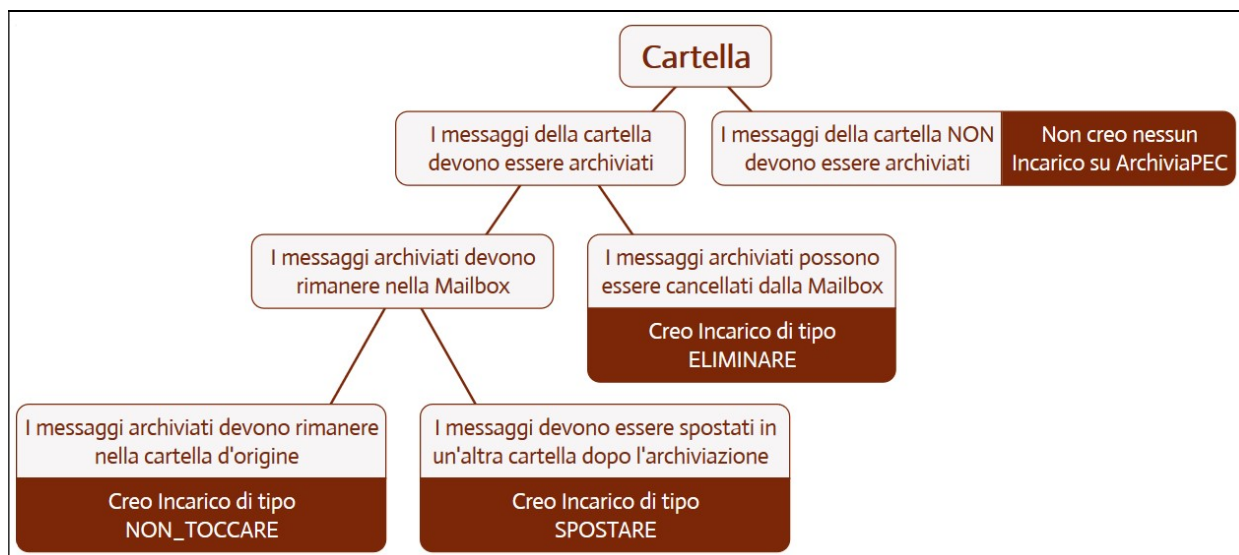 Cartella
I messaggi della cartella
devono essere archiviati
I messaggi della cartella NON
devono essere archiviati
Non creo nessun
Incarico su ArchiviaPEC
I messaggi archiviati devono
rimanere nella Mailbox
I messaggi archiviati possono
essere cancellati dalla Mailbox
Creo Incarico di tipo
ELIMINARE
I messaggi archiviati devono rimanere
nella cartella d'origine
Creo Incarico di tipo
NON_TOCCARE
I messaggi devono essere spostati in
un'altra cartella dopo l'archiviazione
Creo Incarico di tipo
SPOSTARE